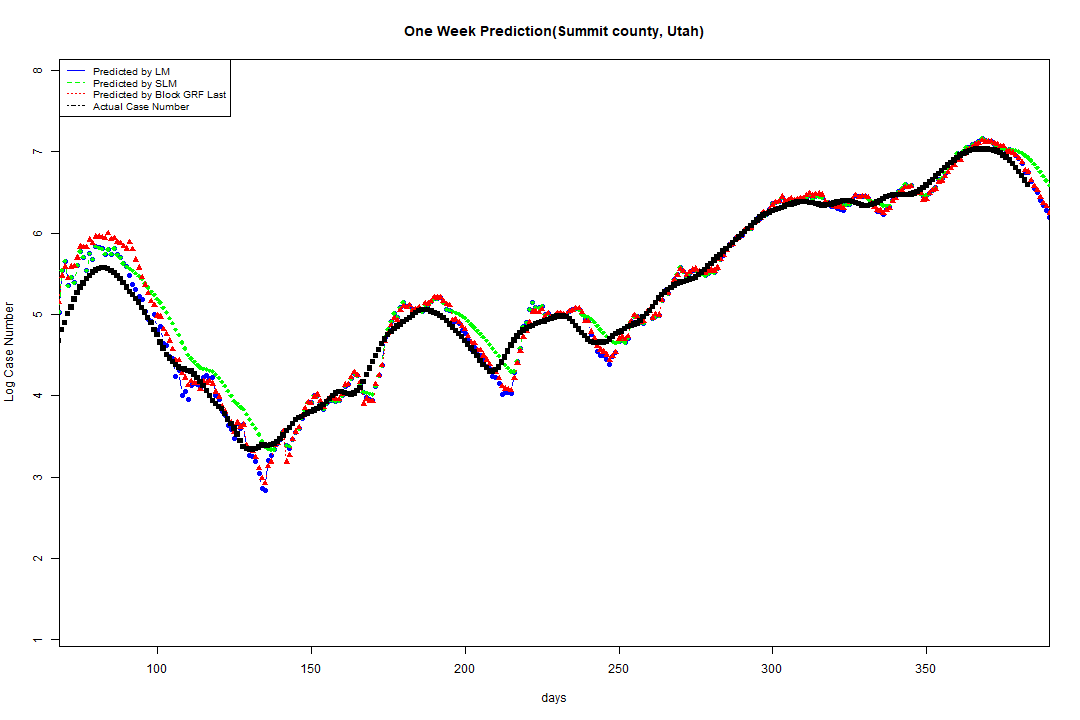 One Week Prediction(Summit county, Utah)
Predicted by LM
Predicted by SLM
Predicted by Block GRF Last
Actual Case Number
8
7
6
5
4
3
2
1
Log Case Number
100 150 200 250 300 350
days